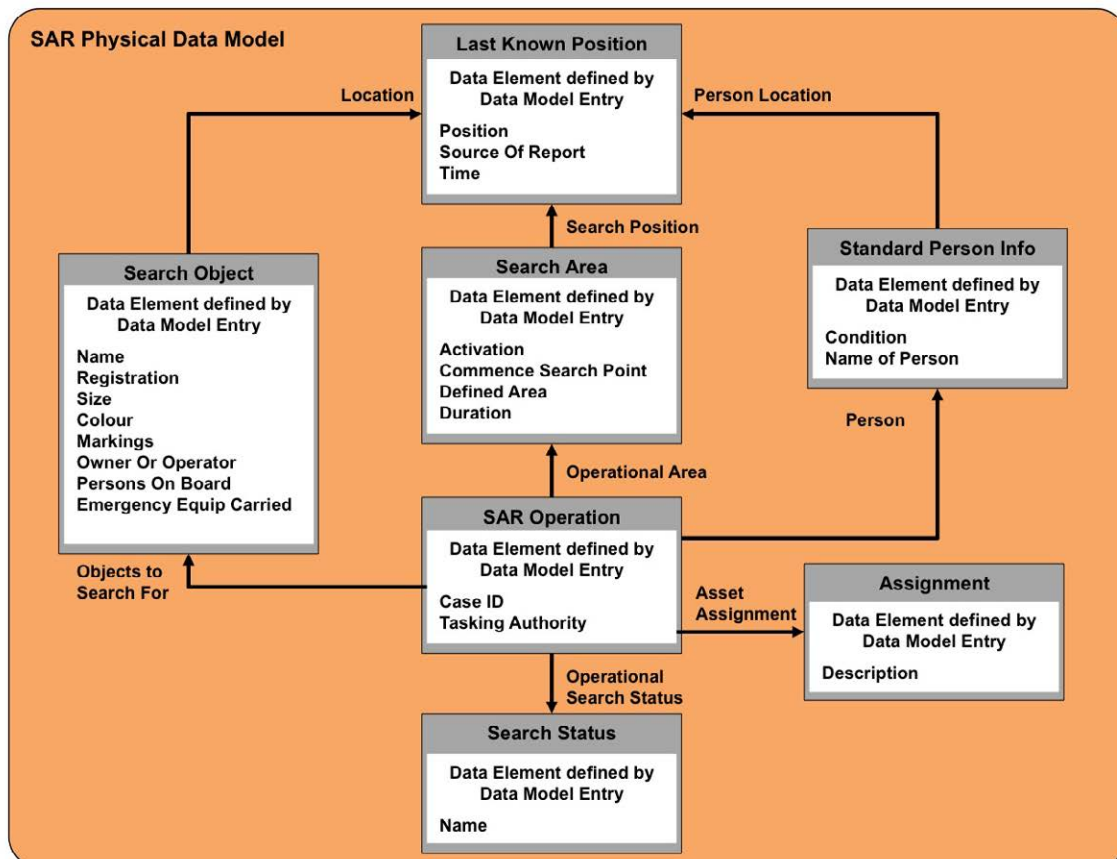 SAR Physical Data Model
Last Known Position
Data Element defined by
Data Model Entry
Position
Source Of Report
Time
Location
Person Location
Search Position
Search Object
Data Element defined by
Data Model Entry
Name
Registration
Size
Colour
Markings
Owner Or Operator
Persons On Board
Emergency Equip Carried
Search Area
Data Element defined by
Data Model Entry
Activation
Commence Search Point
Defined Area
Duration
Standard Person Info
Data Element defined by
Data Model Entry
Condition
Name of Person
Person
Operational Area
SAR Operation
Data Element defined by
Data Model Entry
Case ID
Tasking Authority
Objects to
Search For
Asset
Assignment
Assignment
Data Element defined by
Data Model Entry
Description
Operational
Search Status
Search Status
Data Element defined by
Data Model Entry
Name